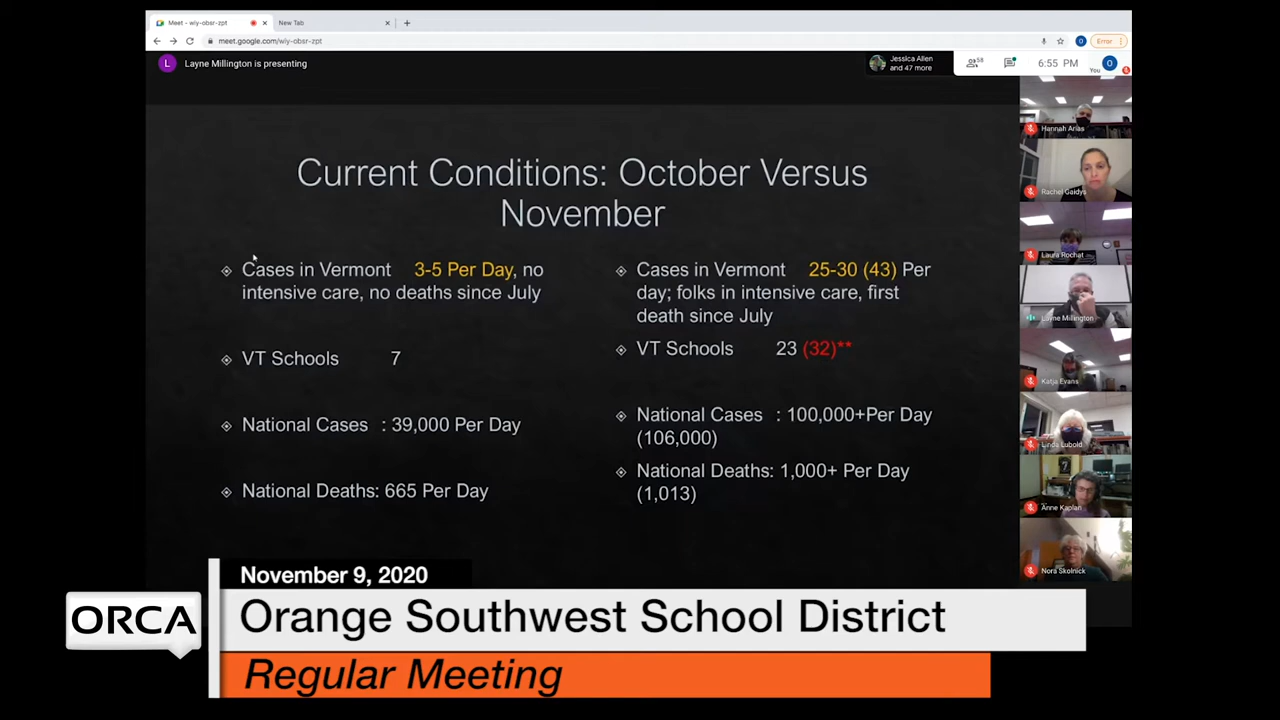 Meet - wiy-obsr-zpt
New Tab
meet.google.com/wiy-obsr-zpt
Error
L
Layne Millington is presenting
Jessica Allen
and 47 more
58
6:55 PM
You
0
Hannah Arias
Rachel Gaidys
Laura Rochat
Layne Millington
Katja Evans
Linda Lubold
Anne Kaplan
Nora Skolnick
Current Conditions: October Versus
November
Cases in Vermont 3-5 Per Day, no
intensive care, no deaths since July
VT Schools 7
National Cases : 39,000 Per Day
National Deaths: 665 Per Day
Cases in Vermont 25-30 (43) Per
day; folks in intensive care, first
death since July
VT Schools 23 (32)**
National Cases : 100,000+Per Day
(106,000)
National Deaths: 1,000+ Per Day
(1,013)
November 9, 2020
ORCA
Orange Southwest School District
Regular Meeting